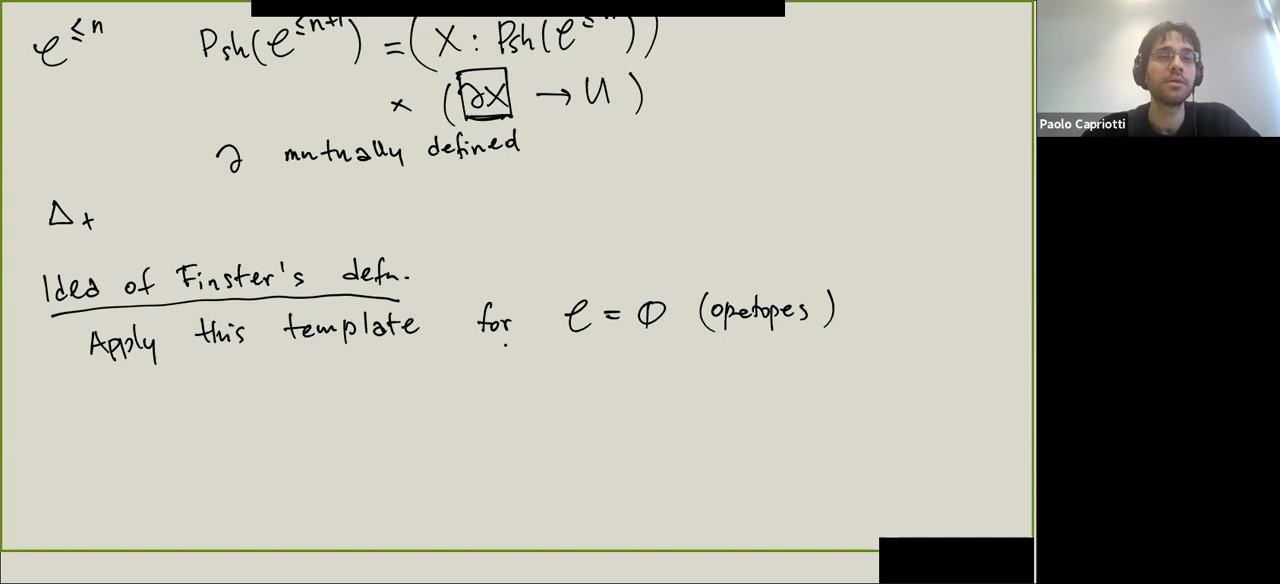 𝒞^{≤n} Psh(𝒞^{≤n+1}) = (X : Psh(𝒞^{≤n}))
× (∂X → U)
∂ mutually defined
Δ₊
Idea of Finster's defn.
Apply this template for 𝒞 = 𝒪 (opetopes)
Paolo Capriotti